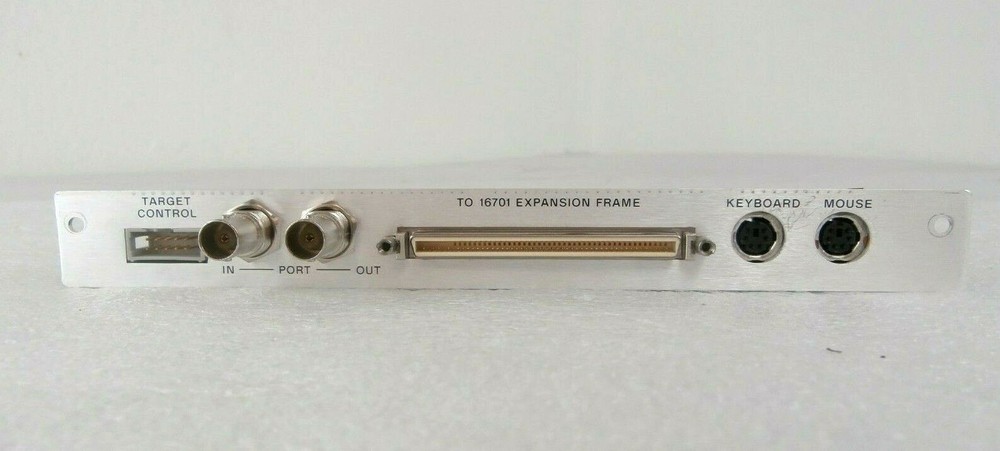 TARGET
CONTROL
IN PORT OUT
TO 16701 EXPANSION FRAME
KEYBOARD
MOUSE